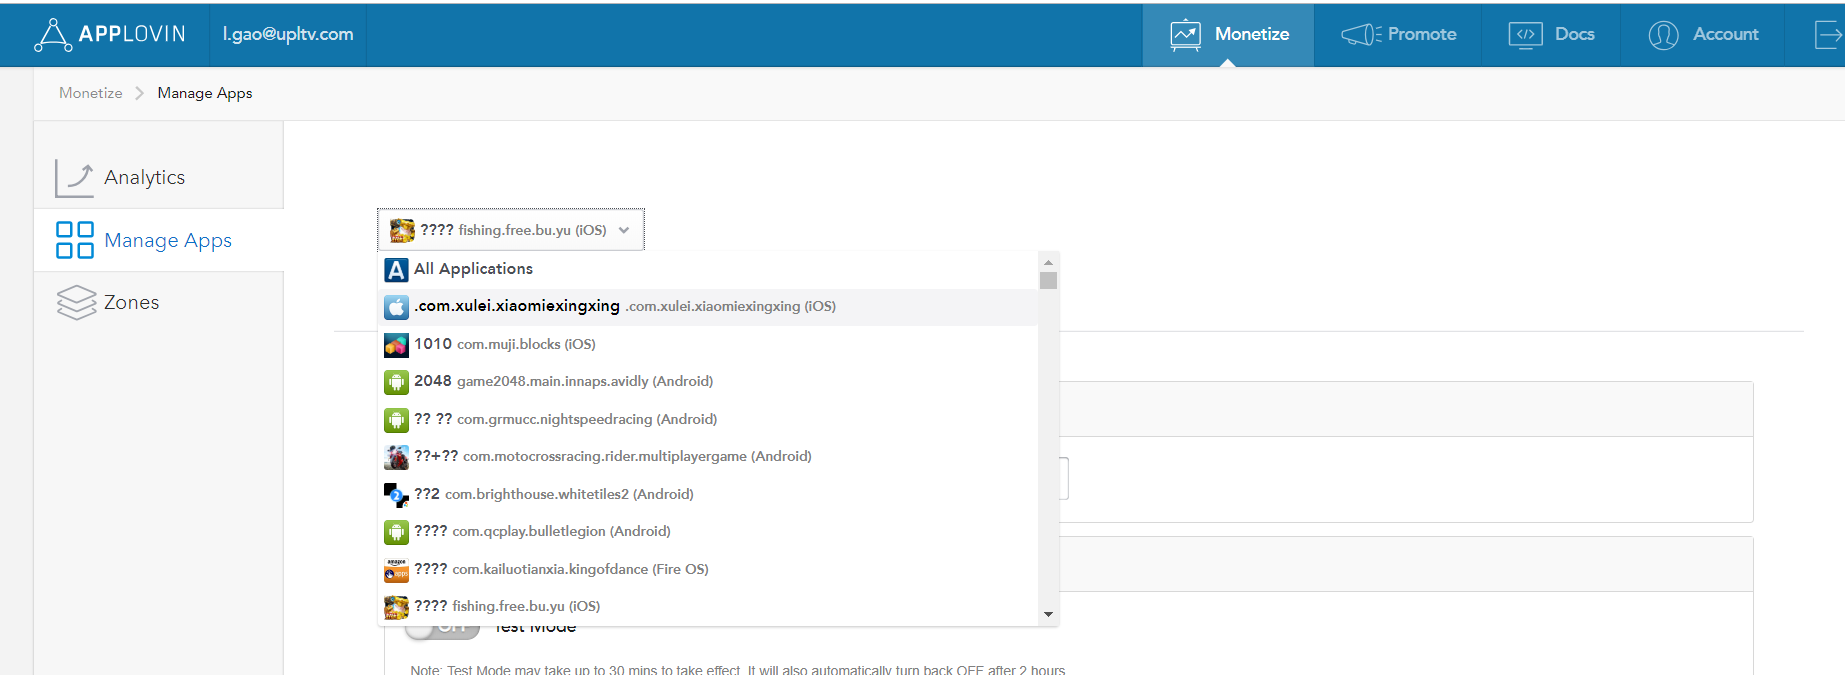 APPLOVIN
l.gao@upltv.com
Monetize
Promote
Docs
Account
Monetize > Manage Apps
Analytics
Manage Apps
Zones
???? fishing.free.bu.yu (iOS)
All Applications
.com.xulei.xiaomiexingxing .com.xulei.xiaomiexingxing (iOS)
1010 com.muji.blocks (iOS)
2048 game2048.main.innaps.avidly (Android)
?? ?? com.grmucc.nightspeedracing (Android)
??+?? com.motocrossracing.rider.multiplayergame (Android)
??2 com.brighthouse.whitetiles2 (Android)
???? com.qcplay.bulletlegion (Android)
???? com.kailuotianxia.kingofdance (Fire OS)
???? fishing.free.bu.yu (iOS)
OFF Test Mode
Note: Test Mode may take up to 30 mins to take effect. It will also automatically turn back OFF after 2 hours